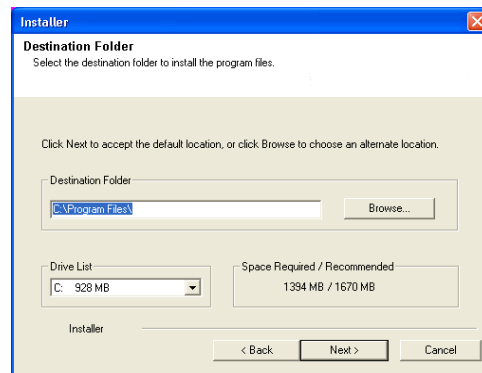 Installer
Destination Folder
Select the destination folder to install the program files.
Click Next to accept the default location, or click Browse to choose an alternate location.
Destination Folder
C:\Program Files\
Browse...
Drive List
C: 928 MB
Space Required / Recommended
1394 MB / 1670 MB
Installer
< Back
Next >
Cancel